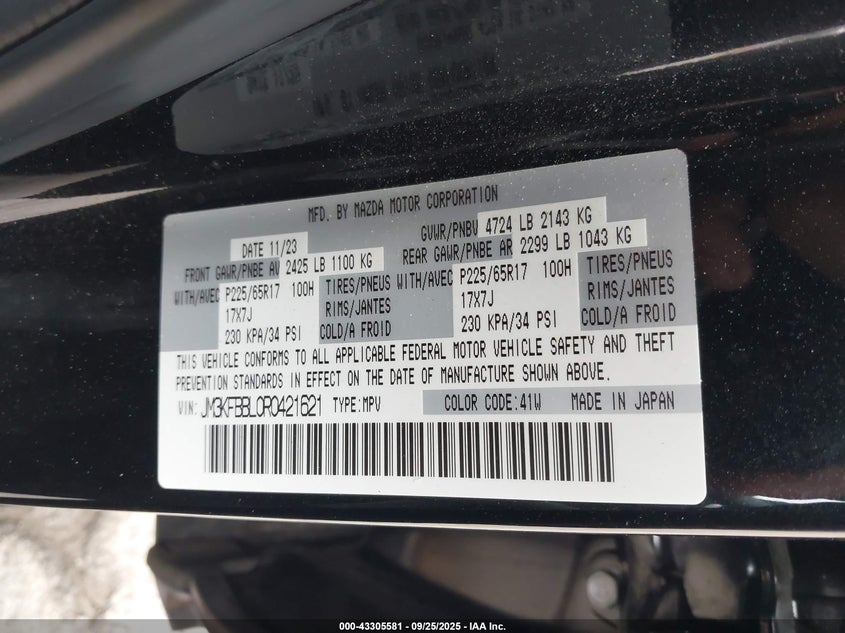 MFD. BY MAZDA MOTOR CORPORATION
DATE 11/23 GVWR/PNBV 4724 LB 2143 KG
FRONT GAWR/PNBE AV 2425 LB 1100 KG REAR GAWR/PNBE AR 2299 LB 1043 KG
WITH/AVEC P225/65R17 100H TIRES/PNEUS WITH/AVEC P225/65R17 100H TIRES/PNEUS
17X7J RIMS/JANTES 17X7J RIMS/JANTES
230 KPA/34 PSI COLD/A FROID 230 KPA/34 PSI COLD/A FROID
THIS VEHICLE CONFORMS TO ALL APPLICABLE FEDERAL MOTOR VEHICLE SAFETY AND THEFT
PREVENTION STANDARDS IN EFFECT ON THE DATE OF MANUFACTURE SHOWN ABOVE.
VIN: JM3KFBBL0R0421621 TYPE:MPV COLOR CODE:41W MADE IN JAPAN
000-43305581 - 09/25/2025 - IAA Inc.